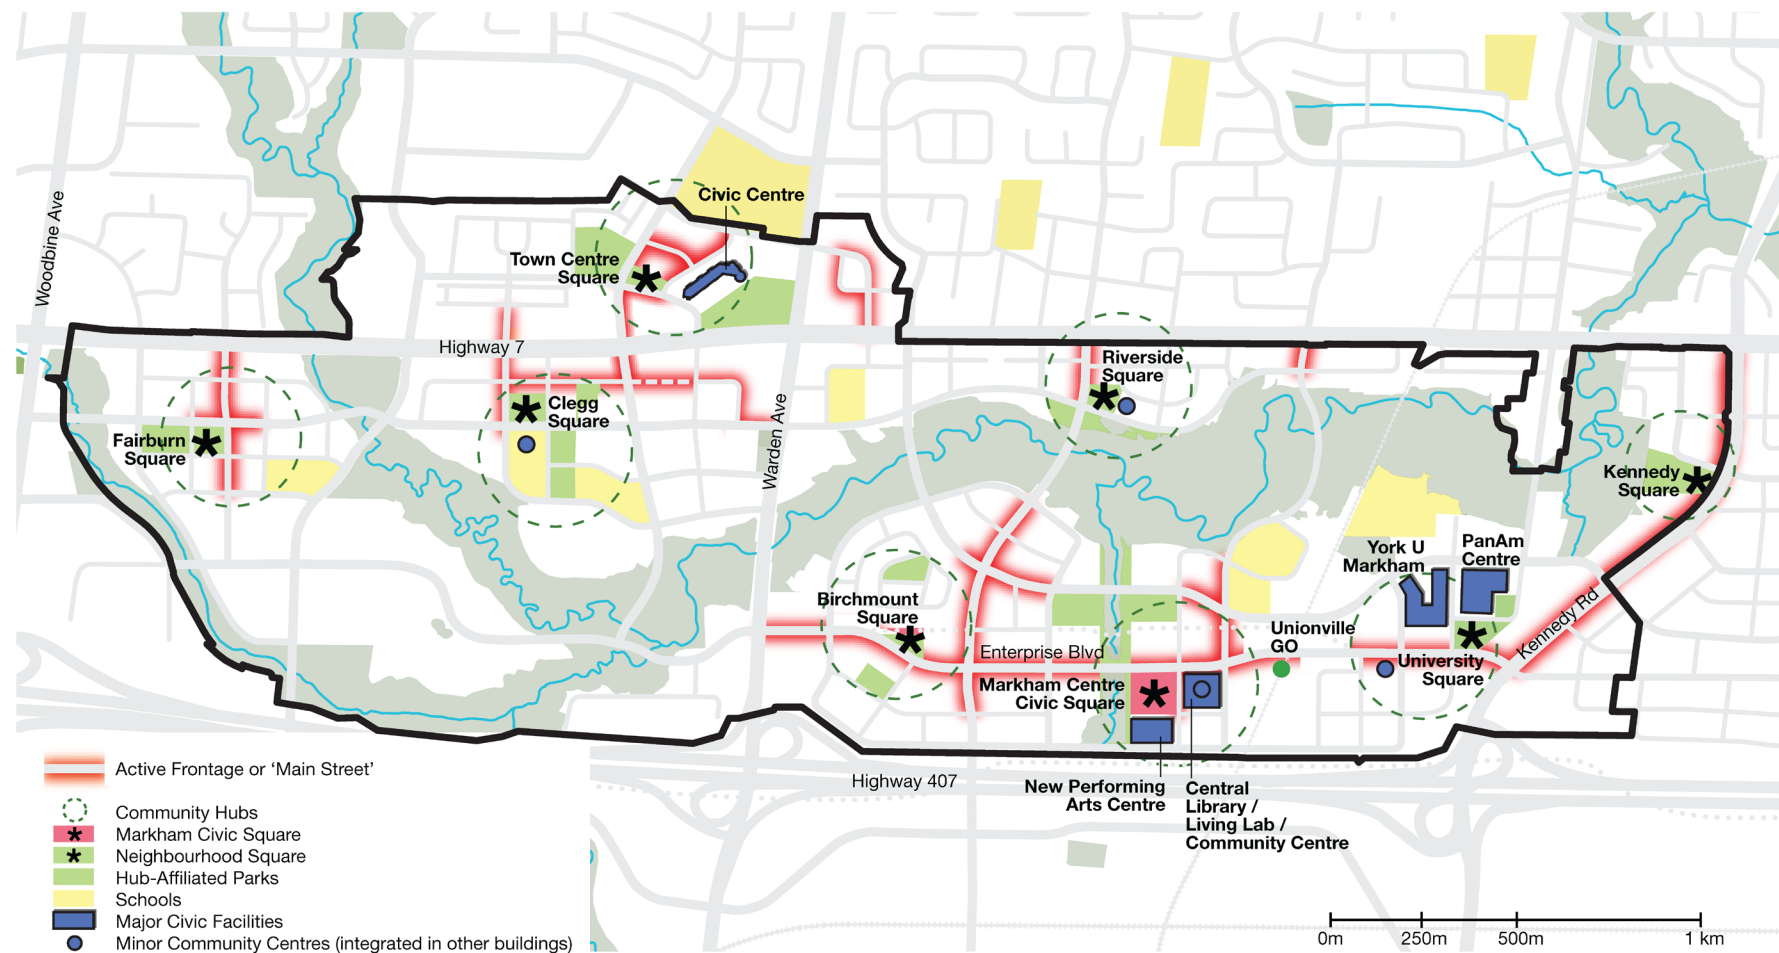 Civic Centre
Woodbine Ave
Town Centre
Square
Highway 7
Riverside
Square
Clegg
Square
Warden Ave
Fairburn
Square
Kennedy
Square
York U
Markham
PanAm
Centre
Birchmount
Square
Kennedy Rd
Unionville
GO
Enterprise Blvd
University
Square
Markham Centre
Civic Square
Highway 407
New Performing
Arts Centre
Central
Library /
Living Lab /
Community Centre
Active Frontage or ‘Main Street’
Community Hubs
Markham Civic Square
Neighbourhood Square
Hub-Affiliated Parks
Schools
Major Civic Facilities
Minor Community Centres (integrated in other buildings)
0m 250m 500m 1 km